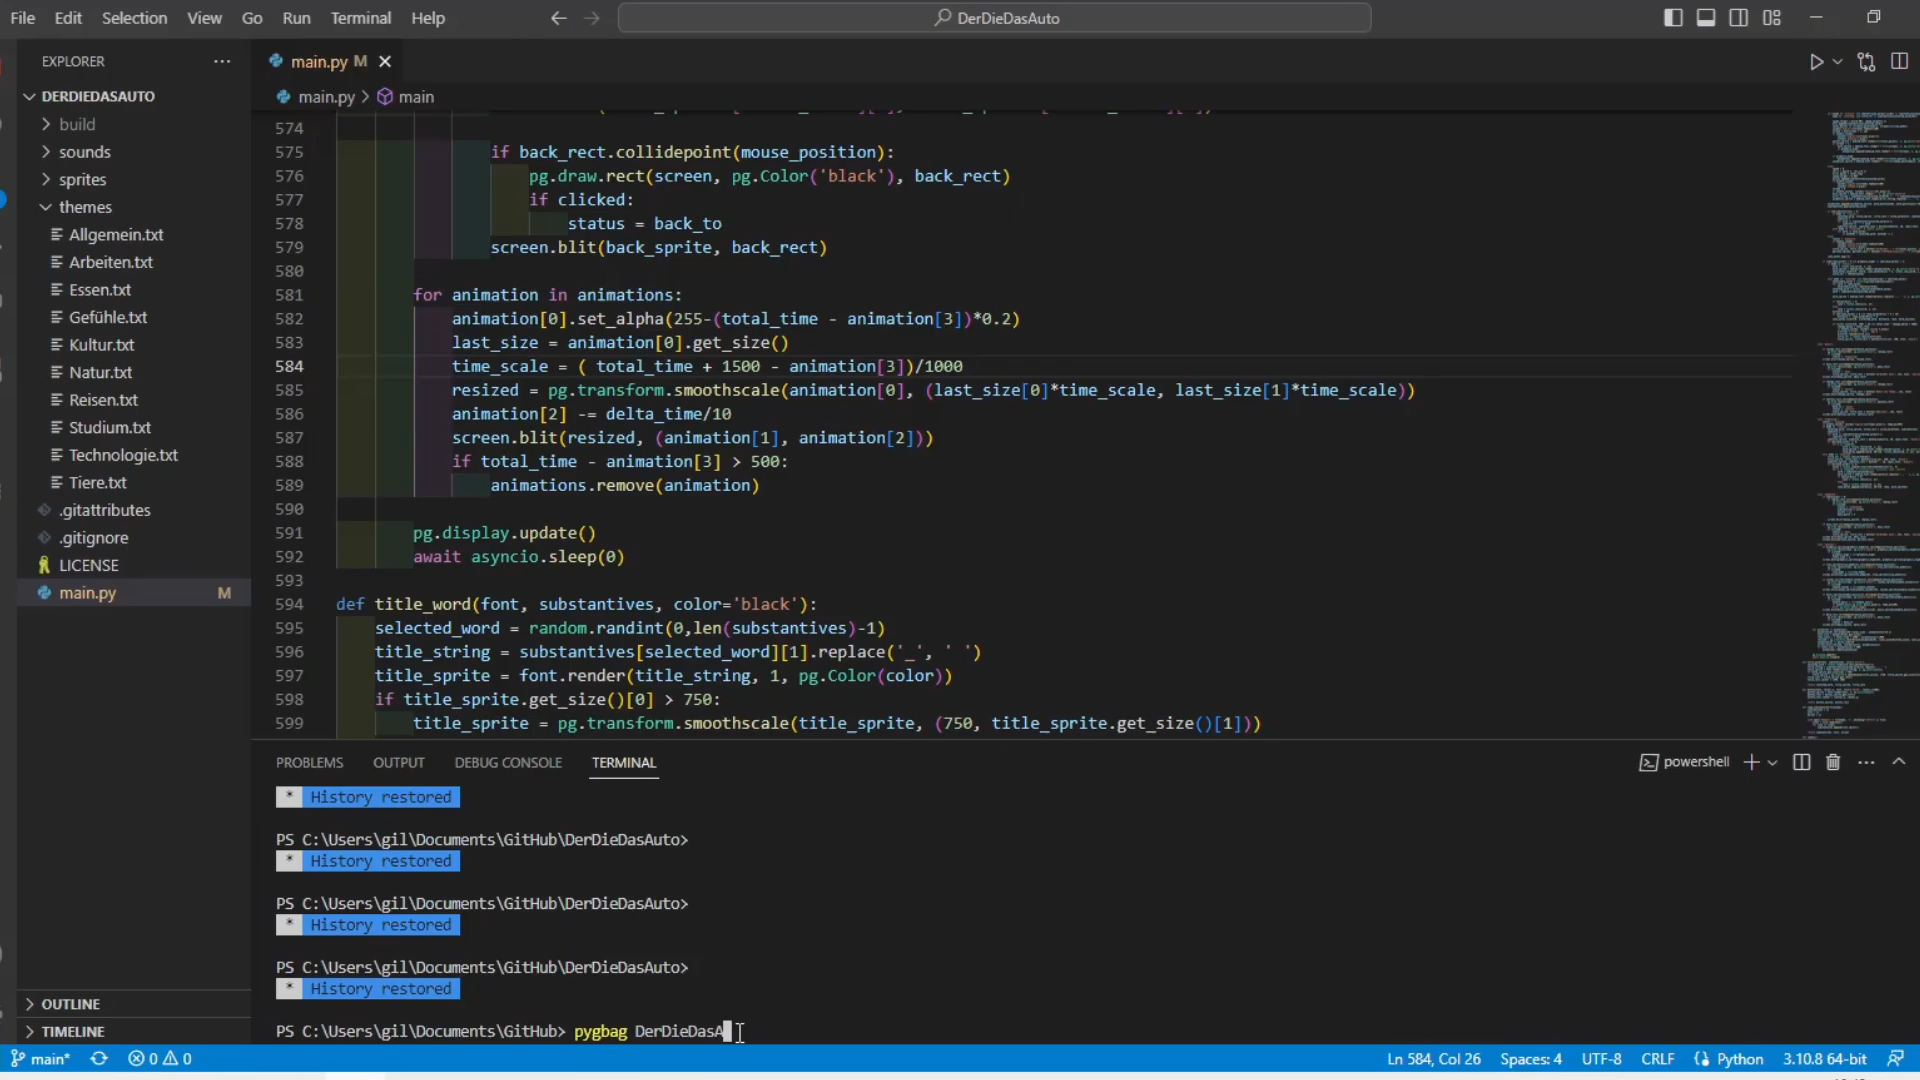 File Edit Selection View Go Run Terminal Help
DerDieDasAuto
EXPLORER
DERDIEDASAUTO
build
sounds
sprites
themes
Allgemein.txt
Arbeiten.txt
Essen.txt
Gefühle.txt
Kultur.txt
Natur.txt
Reisen.txt
Studium.txt
Technologie.txt
Tiere.txt
.gitattributes
.gitignore
LICENSE
main.py M
OUTLINE
TIMELINE
main.py M
main.py > main
574
575 if back_rect.collidepoint(mouse_position):
576 pg.draw.rect(screen, pg.Color('black'), back_rect)
577 if clicked:
578 status = back_to
579 screen.blit(back_sprite, back_rect)
580
581 for animation in animations:
582 animation[0].set_alpha(255-(total_time - animation[3])*0.2)
583 last_size = animation[0].get_size()
584 time_scale = ( total_time + 1500 - animation[3])/1000
585 resized = pg.transform.smoothscale(animation[0], (last_size[0]*time_scale, last_size[1]*time_scale))
586 animation[2] -= delta_time/10
587 screen.blit(resized, (animation[1], animation[2]))
588 if total_time - animation[3] > 500:
589 animations.remove(animation)
590
591 pg.display.update()
592 await asyncio.sleep(0)
593
594 def title_word(font, substantives, color='black'):
595 selected_word = random.randint(0,len(substantives)-1)
596 title_string = substantives[selected_word][1].replace('_', ' ')
597 title_sprite = font.render(title_string, 1, pg.Color(color))
598 if title_sprite.get_size()[0] > 750:
599 title_sprite = pg.transform.smoothscale(title_sprite, (750, title_sprite.get_size()[1]))
PROBLEMS OUTPUT DEBUG CONSOLE TERMINAL
powershell
* History restored
PS C:\Users\gil\Documents\GitHub\DerDieDasAuto>
* History restored
PS C:\Users\gil\Documents\GitHub\DerDieDasAuto>
* History restored
PS C:\Users\gil\Documents\GitHub\DerDieDasAuto>
* History restored
PS C:\Users\gil\Documents\GitHub> pygbag DerDieDasA
main* 0 0 Ln 584, Col 26 Spaces: 4 UTF-8 CRLF Python 3.10.8 64-bit